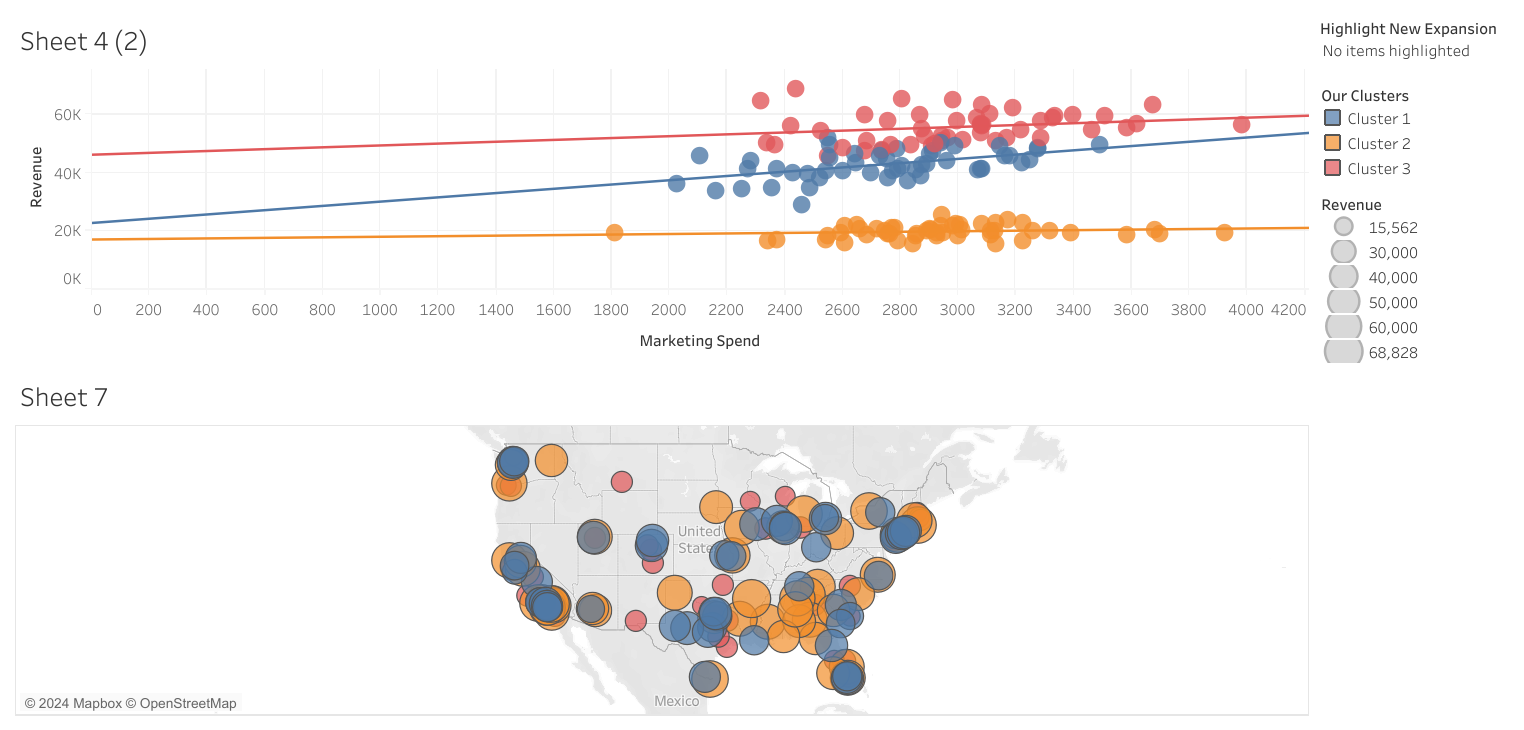 Sheet 4 (2)
Highlight New Expansion
No items highlighted
Our Clusters
Cluster 1
Cluster 2
Cluster 3
Revenue
15,562
30,000
40,000
50,000
60,000
68,828
Revenue
60K
40K
20K
0K
0 200 400 600 800 1000 1200 1400 1600 1800 2000 2200 2400 2600 2800 3000 3200 3400 3600 3800 4000 4200
Marketing Spend
Sheet 7
United
State
Mexico
© 2024 Mapbox © OpenStreetMap